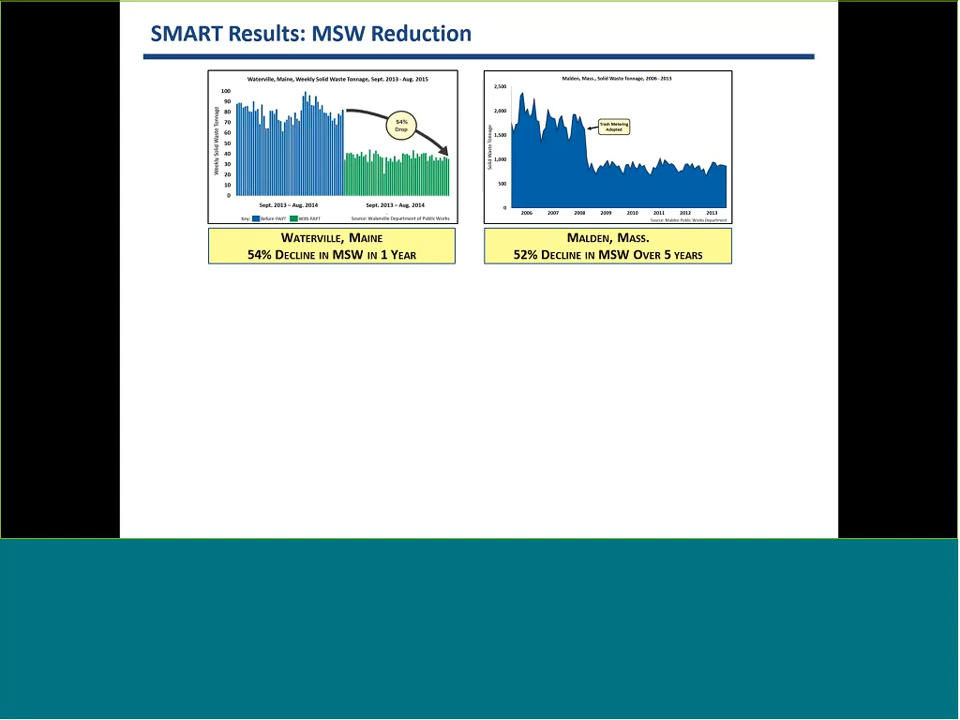 SMART Results: MSW Reduction
Waterville, Maine, Weekly Solid Waste Tonnage, Sept. 2013 - Aug. 2015
Weekly Solid Waste Tonnage
100
90
80
70
60
50
40
30
20
10
0
54%
Drop
Sept. 2013 – Aug. 2014
Sept. 2013 – Aug. 2014
Key: Before PAYT With PAYT
Source: Waterville Department of Public Works
WATERVILLE, MAINE
54% DECLINE IN MSW IN 1 YEAR
Malden, Mass., Solid Waste Tonnage, 2006 - 2013
Solid Waste Tonnage
2,500
2,000
1,500
1,000
500
0
Trash Metering
Adopted
2006 2007 2008 2009 2010 2011 2012 2013
Source: Malden Public Works Department
MALDEN, MASS.
52% DECLINE IN MSW OVER 5 YEARS